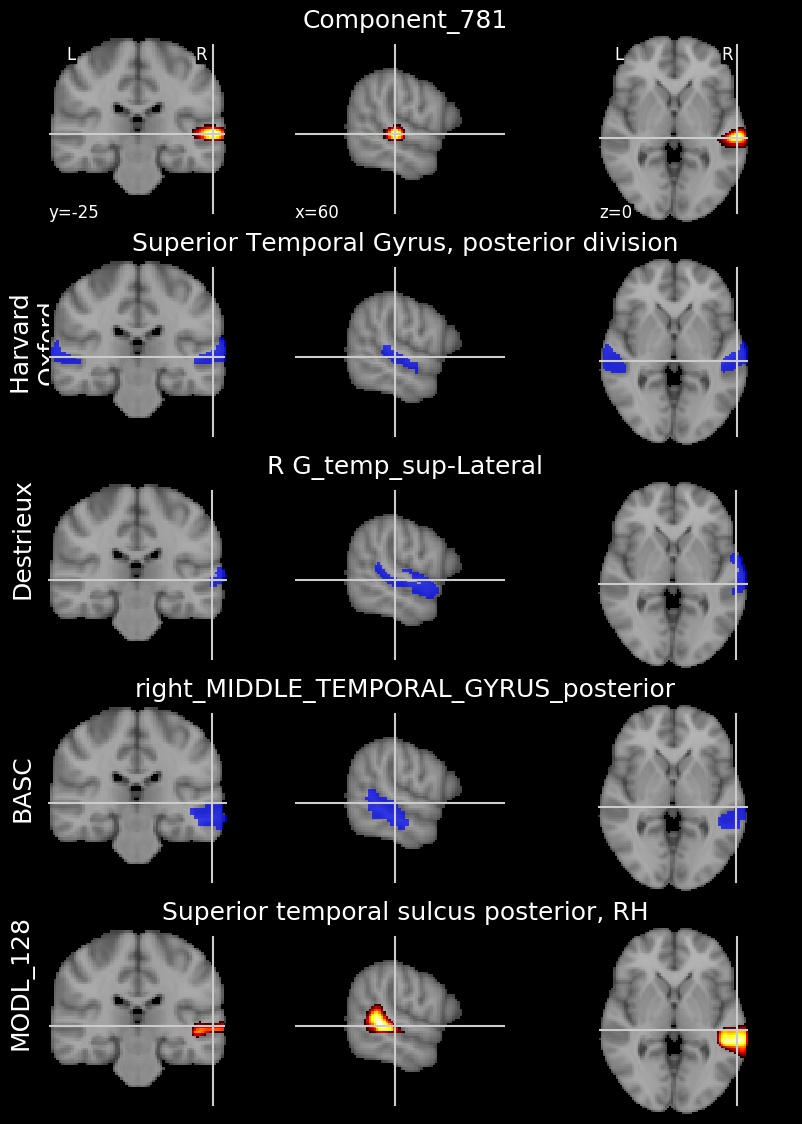 Component_781
L R L R
y=-25 x=60 z=0
Superior Temporal Gyrus, posterior division
Harvard
Oxford
R G_temp_sup-Lateral
Destrieux
right_MIDDLE_TEMPORAL_GYRUS_posterior
BASC
Superior temporal sulcus posterior, RH
MODL_128